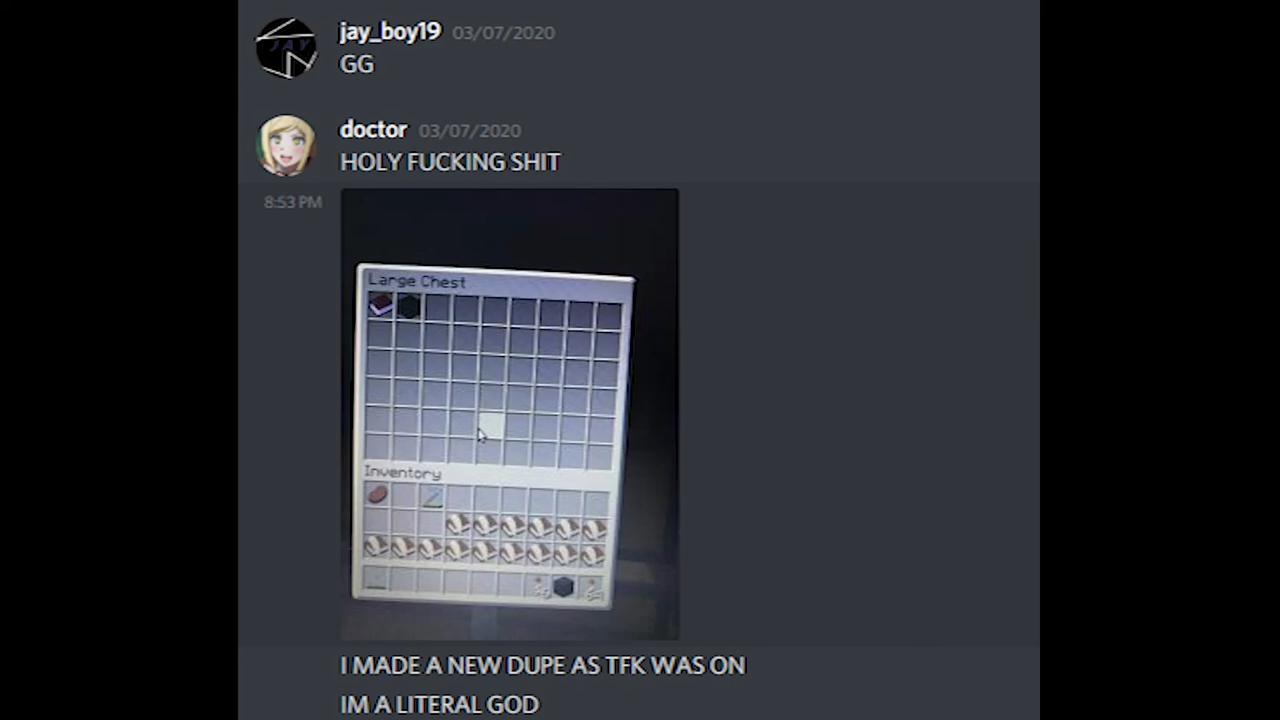 jay_boy19 03/07/2020
GG
doctor 03/07/2020
HOLY FUCKING SHIT
8:53 PM
Large Chest
Inventory
I MADE A NEW DUPE AS TFK WAS ON
IM A LITERAL GOD